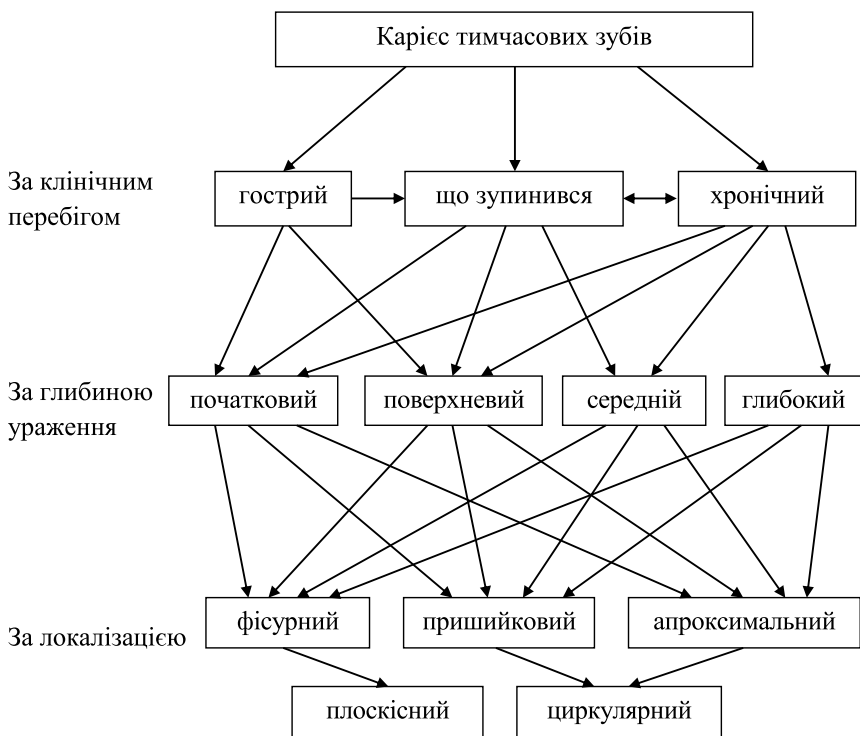 Карієс тимчасових зубів
За клінічним
перебігом
гострий
що зупинився
хронічний
За глибиною
ураження
початковий
поверхневий
середній
глибокий
За локалізацією
фісурний
пришийковий
апроксимальний
плоскісний
циркулярний